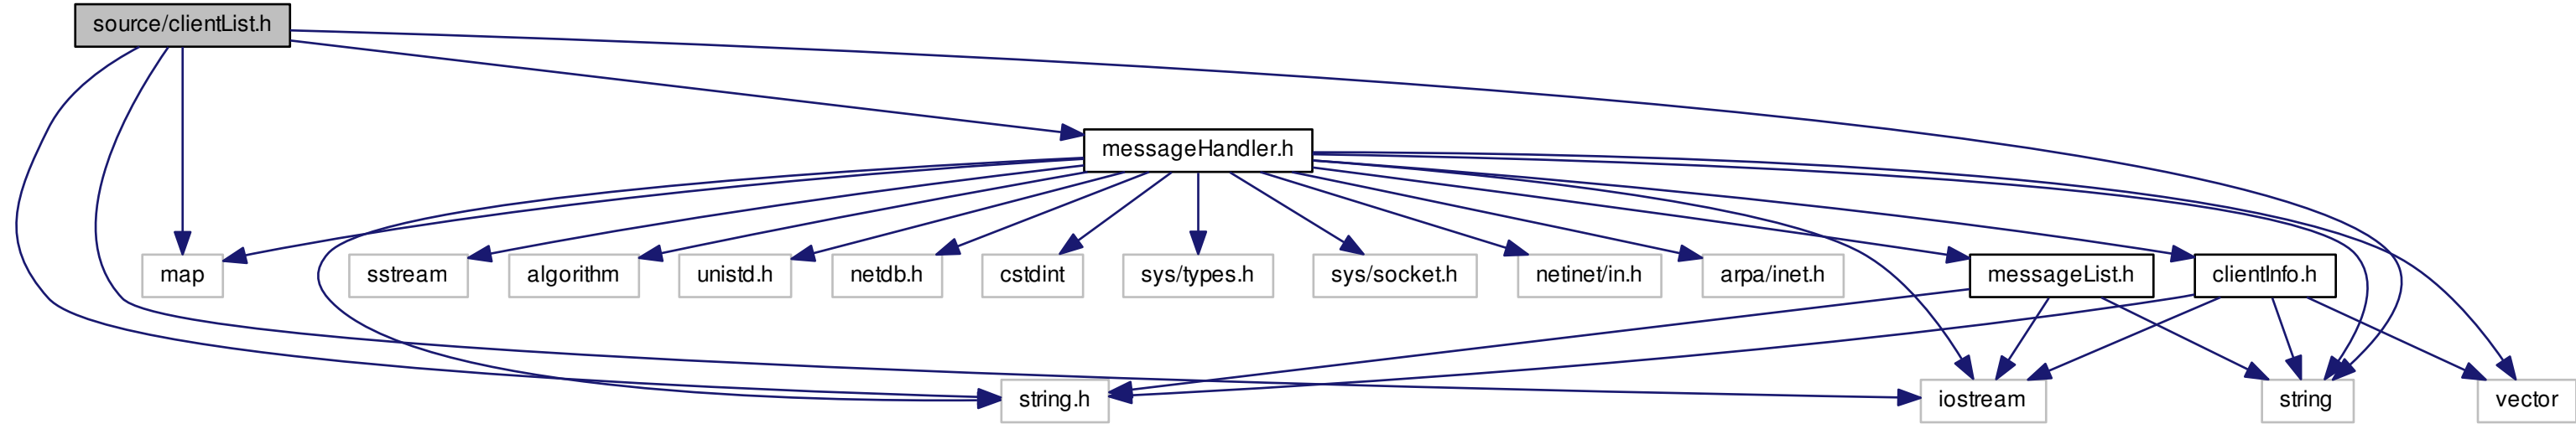 source/clientList.h
messageHandler.h
map
sstream
algorithm
unistd.h
netdb.h
cstdint
sys/types.h
sys/socket.h
netinet/in.h
arpa/inet.h
messageList.h
clientInfo.h
string.h
iostream
string
vector